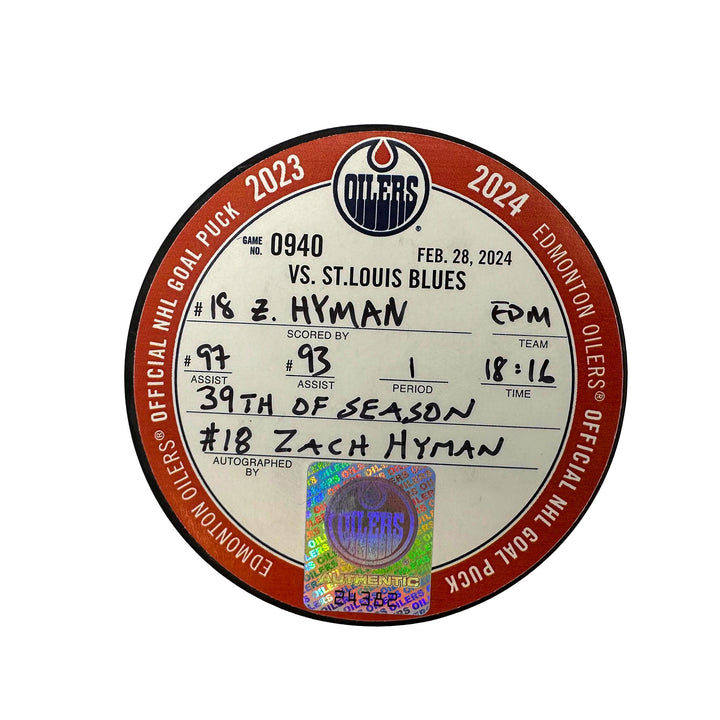 EDMONTON OILERS® OFFICIAL NHL GOAL PUCK 2023
2024 EDMONTON OILERS® OFFICIAL NHL GOAL PUCK
OILERS
GAME NO. 0940
FEB. 28, 2024
VS. ST.LOUIS BLUES
#18 Z. HYMAN EDM
SCORED BY TEAM
#97 #93 1 18:16
ASSIST ASSIST PERIOD TIME
39TH OF SEASON
#18 ZACH HYMAN
AUTOGRAPHED BY
OILERS
AUTHENTIC
24382